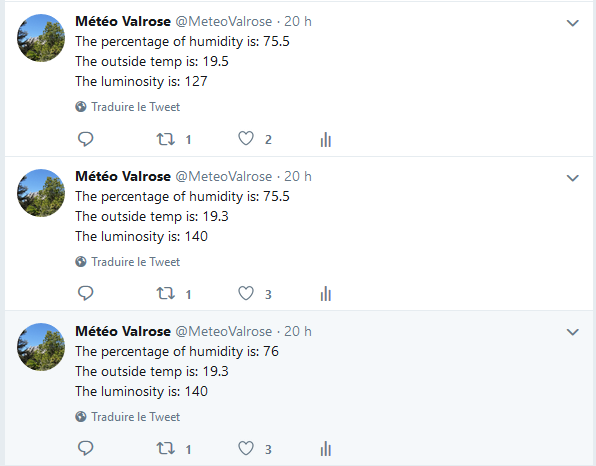 Météo Valrose @MeteoValrose · 20 h
The percentage of humidity is: 75.5
The outside temp is: 19.5
The luminosity is: 127
Traduire le Tweet
1 2
Météo Valrose @MeteoValrose · 20 h
The percentage of humidity is: 75.5
The outside temp is: 19.3
The luminosity is: 140
Traduire le Tweet
1 3
Météo Valrose @MeteoValrose · 20 h
The percentage of humidity is: 76
The outside temp is: 19.3
The luminosity is: 140
Traduire le Tweet
1 3